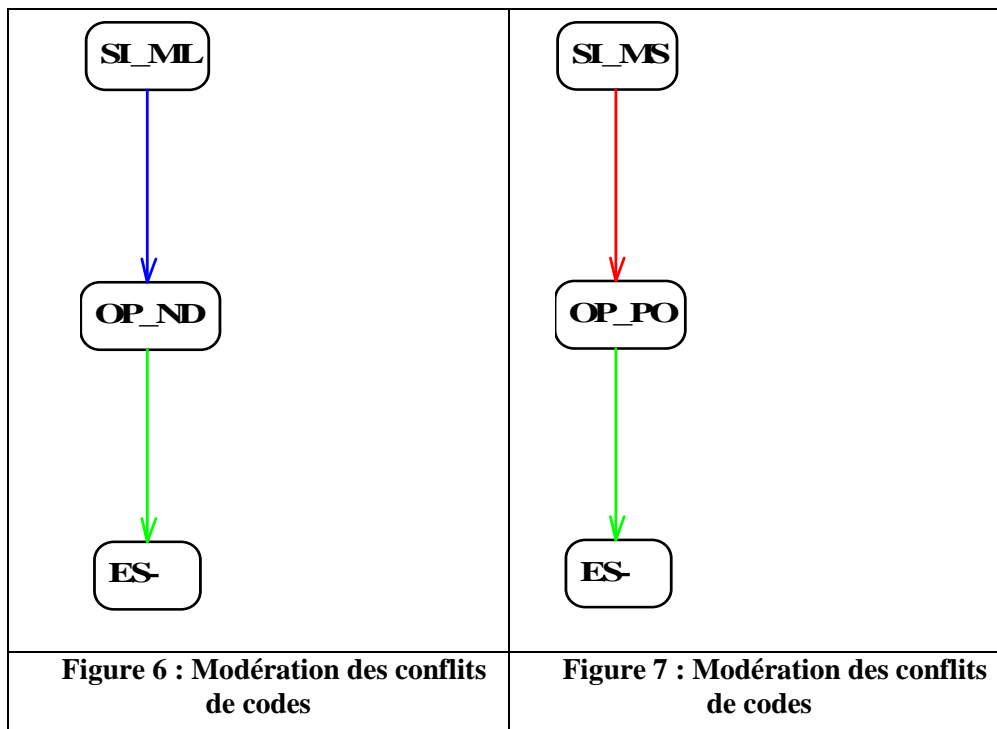 SI_ML
OP_ND
ES-
Figure 6 : Modération des conflits
de codes
SI_MS
OP_PO
ES-
Figure 7 : Modération des conflits
de codes